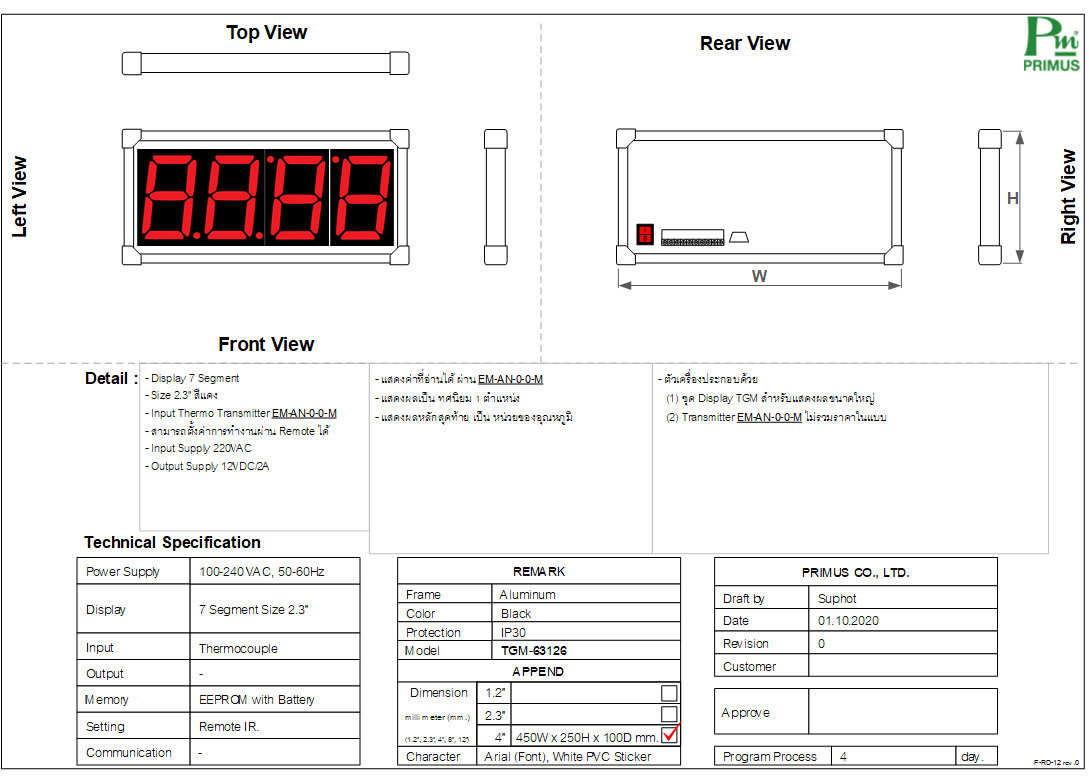 Top View
Rear View
Pm
PRIMUS
Left View
Right View
H
W
Front View
Detail :
- Display 7 Segment
- Size 2.3" สีแดง
- Input Thermo Transmitter EM-AN-0-0-M
- สามารถตั้งค่าการทำงานผ่าน Remote ได้
- Input Supply 220VAC
- Output Supply 12VDC/2A
- แสดงค่าที่อ่านได้ ผ่าน EM-AN-0-0-M
- แสดงผลเป็น ทศนิยม 1 ตำแหน่ง
- แสดงผลหลักสุดท้าย เป็น หน่วยของอุณหภูมิ
- ตัวเครื่องประกอบด้วย
(1) ชุด Display TGM สำหรับแสดงผลขนาดใหญ่
(2) Transmitter EM-AN-0-0-M ไม่รวมราคาในแบบ
Technical Specification
Power Supply 100-240VAC, 50-60Hz
Display 7 Segment Size 2.3"
Input Thermocouple
Output -
Memory EEPROM with Battery
Setting Remote IR.
Communication -
REMARK
Frame Aluminum
Color Black
Protection IP30
Model TGM-63126
APPEND
Dimension 1.2"
millimeter (mm.) 2.3"
(1.2", 2.3", 4", 8", 12") 4" 450W x 250H x 100D mm.
Character Arial (Font), White PVC Sticker
PRIMUS CO., LTD.
Draft by Suphot
Date 01.10.2020
Revision 0
Customer
Approve
Program Process 4 day.
F-RD-12 rev.0